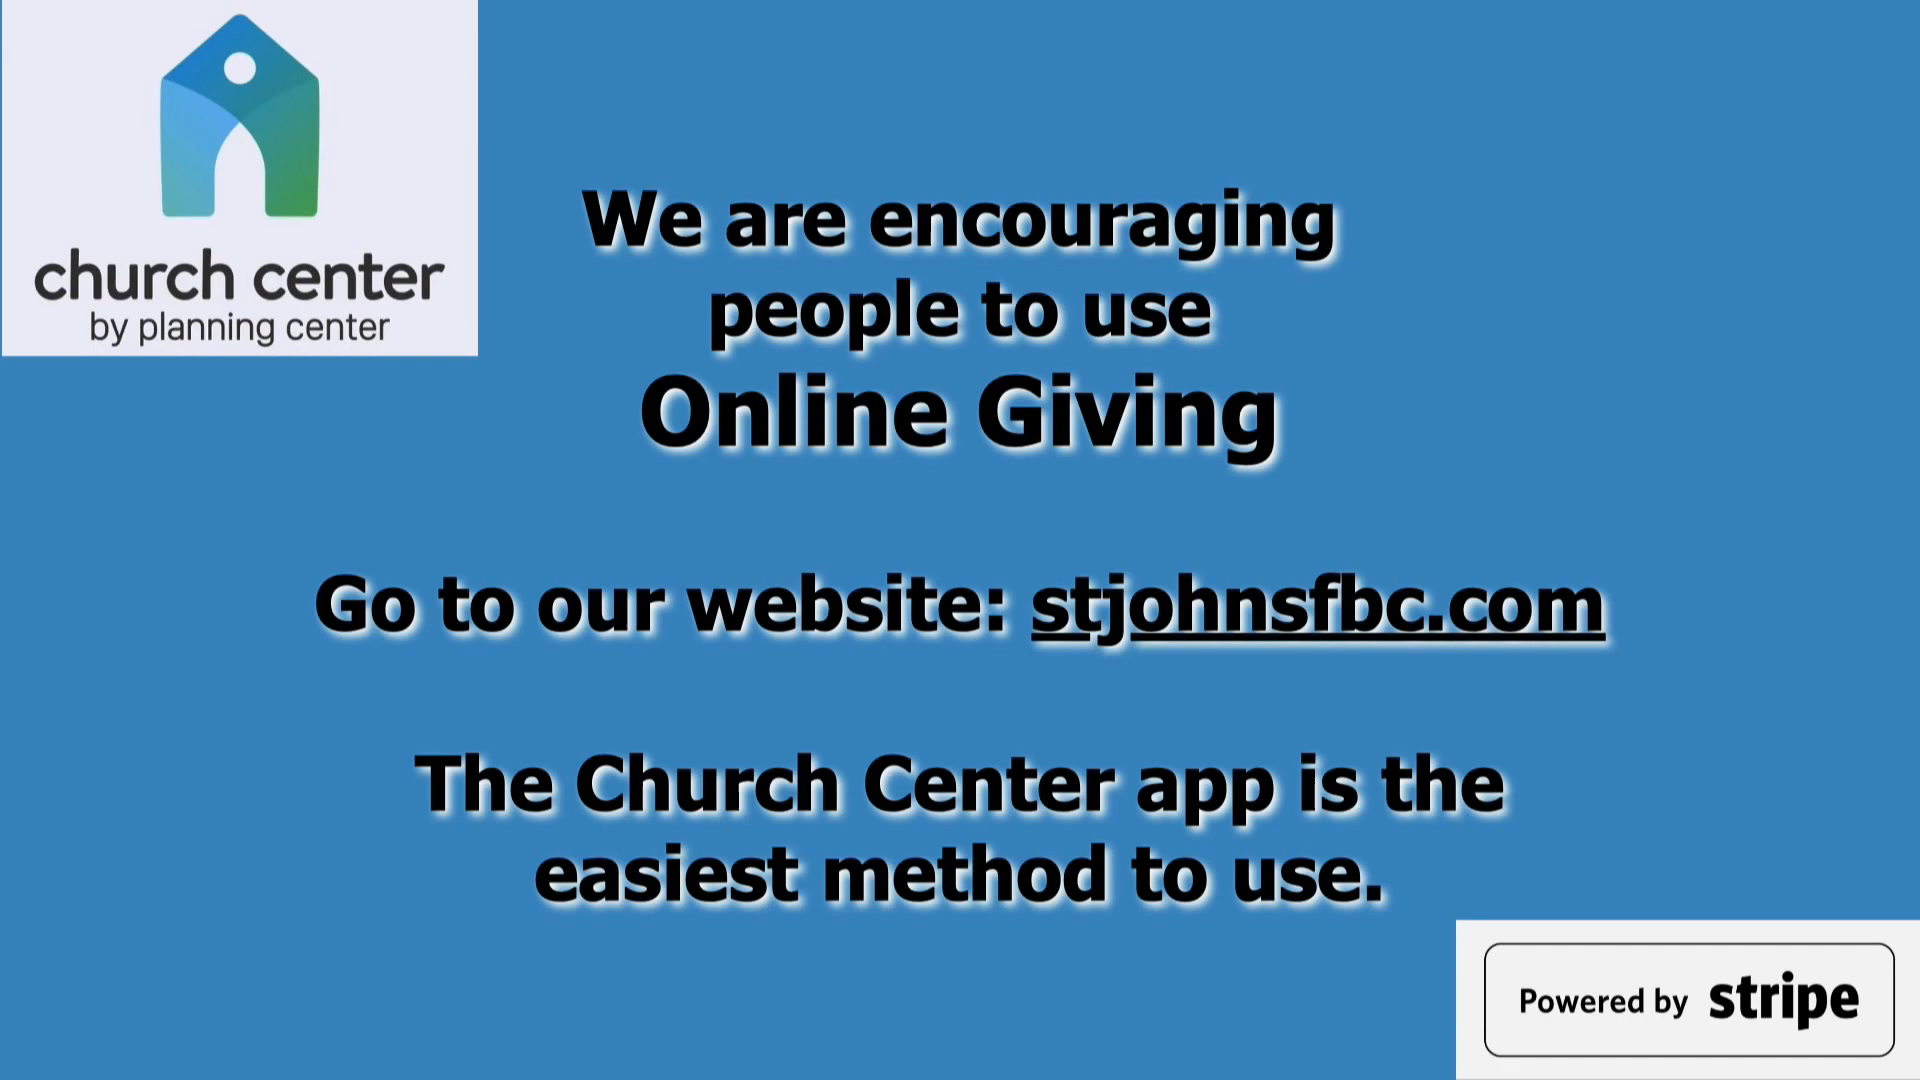 church center
by planning center
We are encouraging
people to use
Online Giving
Go to our website: stjohnsfbc.com
The Church Center app is the
easiest method to use.
Powered by stripe